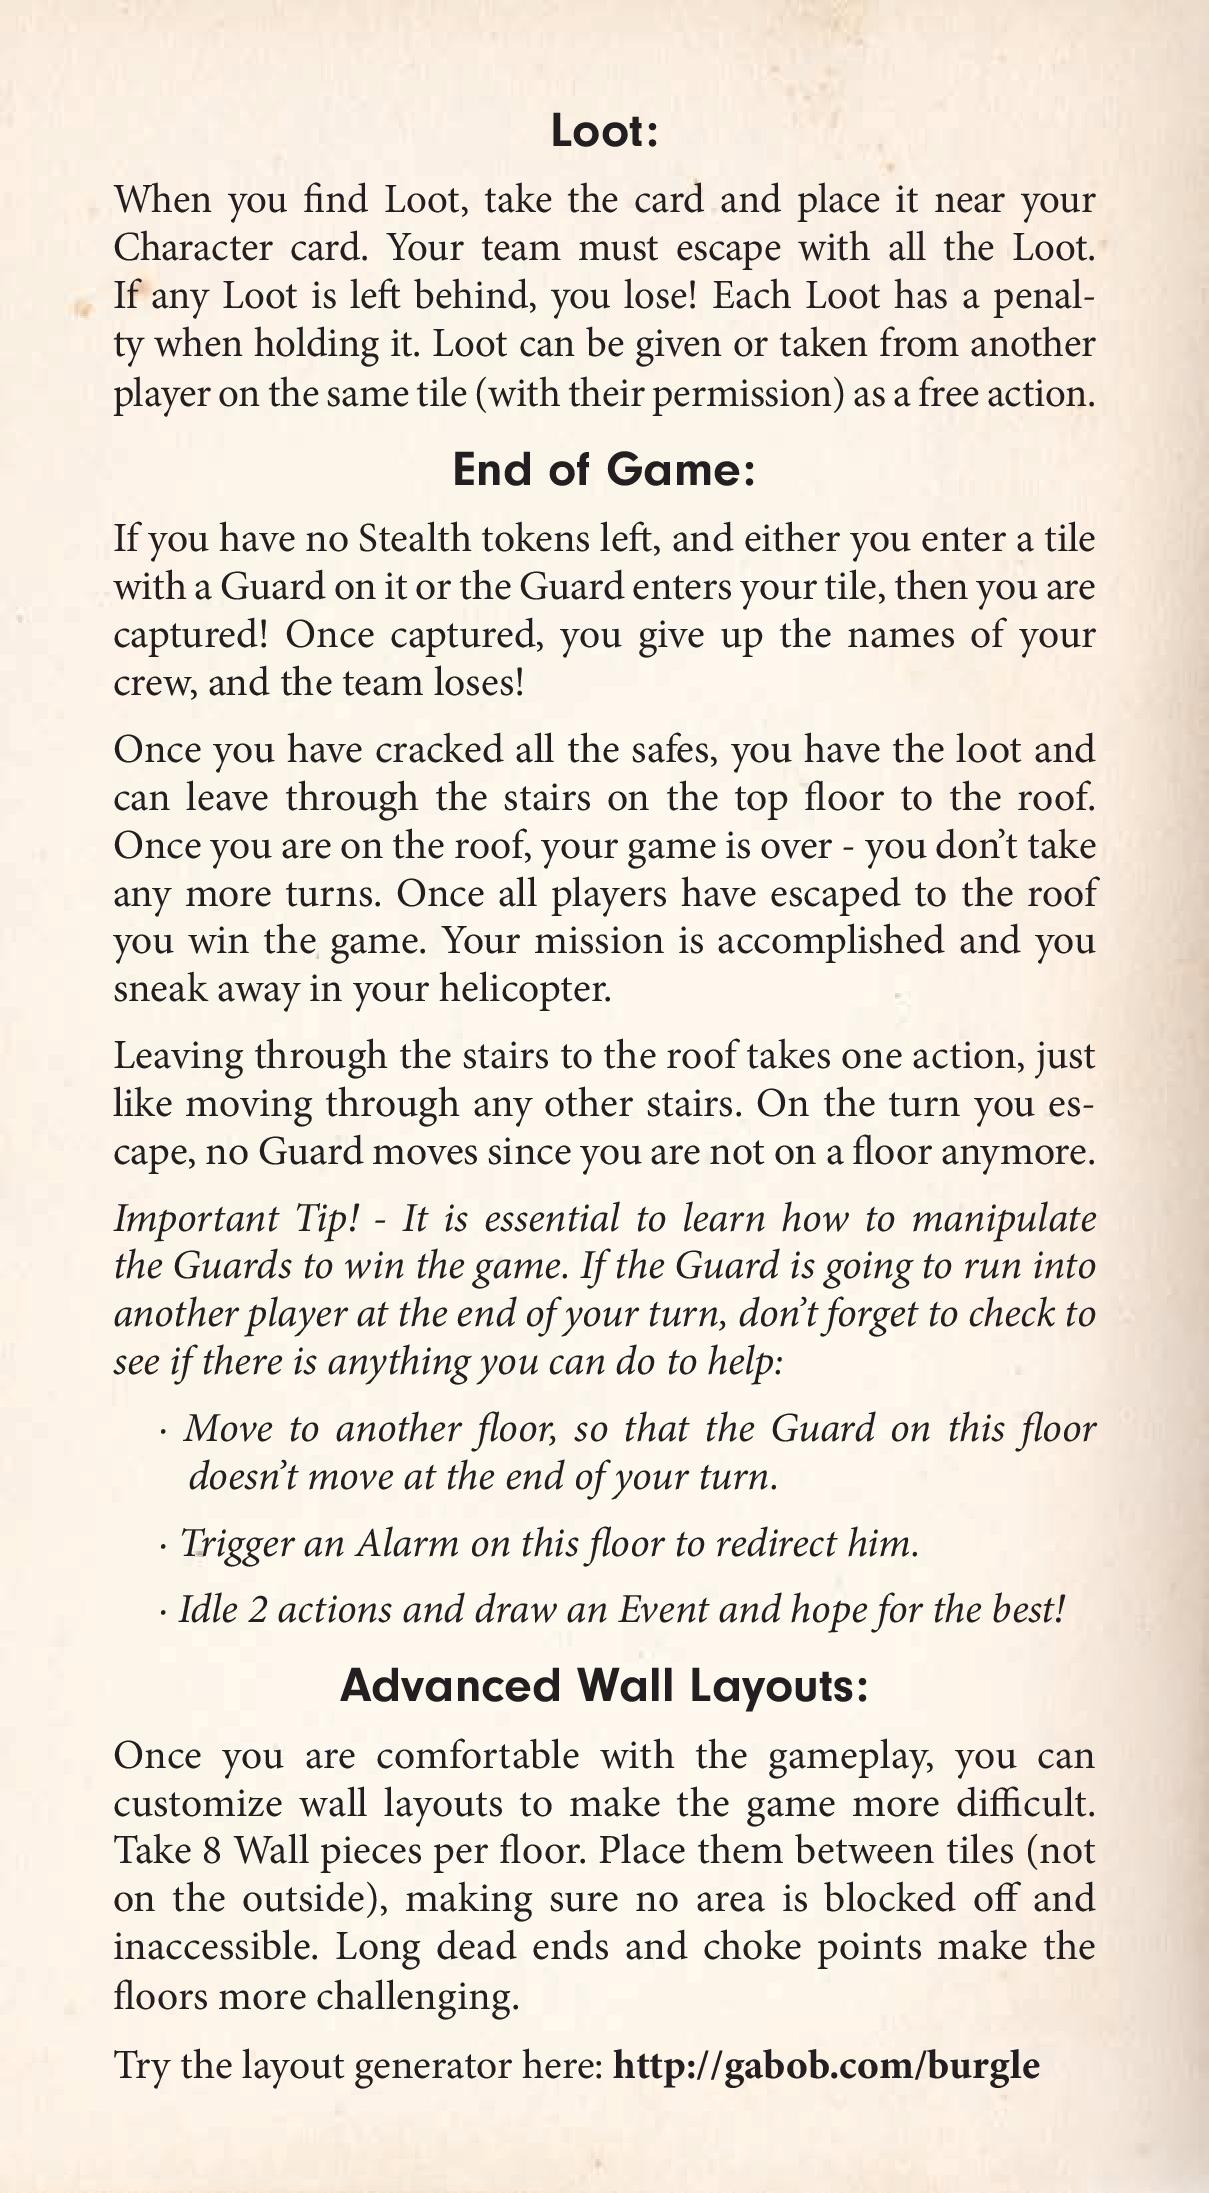 Loot:
When you find Loot, take the card and place it near your
Character card. Your team must escape with all the Loot.
If any Loot is left behind, you lose! Each Loot has a penal-
ty when holding it. Loot can be given or taken from another
player on the same tile (with their permission) as a free action.
End of Game:
If you have no Stealth tokens left, and either you enter a tile
with a Guard on it or the Guard enters your tile, then you are
captured! Once captured, you give up the names of your
crew, and the team loses!
Once you have cracked all the safes, you have the loot and
can leave through the stairs on the top floor to the roof.
Once you are on the roof, your game is over - you don’t take
any more turns. Once all players have escaped to the roof
you win the game. Your mission is accomplished and you
sneak away in your helicopter.
Leaving through the stairs to the roof takes one action, just
like moving through any other stairs. On the turn you es-
cape, no Guard moves since you are not on a floor anymore.
Important Tip! - It is essential to learn how to manipulate
the Guards to win the game. If the Guard is going to run into
another player at the end of your turn, don’t forget to check to
see if there is anything you can do to help:
· Move to another floor, so that the Guard on this floor
doesn’t move at the end of your turn.
· Trigger an Alarm on this floor to redirect him.
· Idle 2 actions and draw an Event and hope for the best!
Advanced Wall Layouts:
Once you are comfortable with the gameplay, you can
customize wall layouts to make the game more difficult.
Take 8 Wall pieces per floor. Place them between tiles (not
on the outside), making sure no area is blocked off and
inaccessible. Long dead ends and choke points make the
floors more challenging.
Try the layout generator here: http://gabob.com/burgle